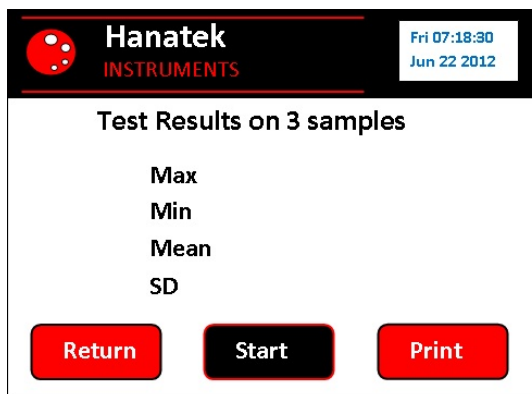 Hanatek
INSTRUMENTS
Fri 07:18:30
Jun 22 2012
Test Results on 3 samples
Max
Min
Mean
SD
Return
Start
Print